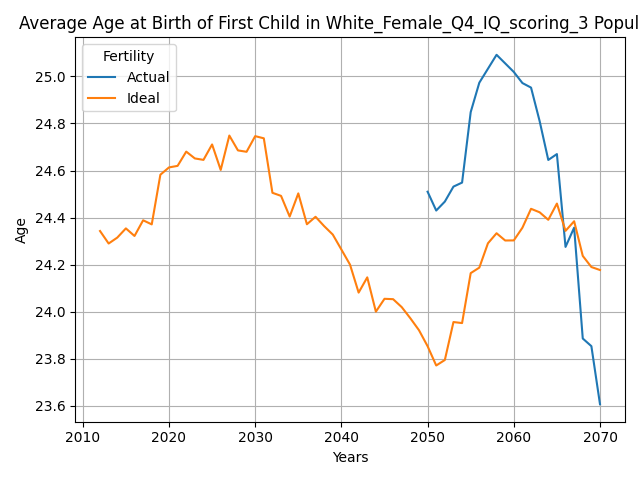 Average Age at Birth of First Child in White_Female_Q4_IQ_scoring_3 Popul
Fertility
Actual
Ideal
25.0
24.8
24.6
24.4
24.2
24.0
23.8
23.6
Age
2010
2020
2030
2040
2050
2060
2070
Years